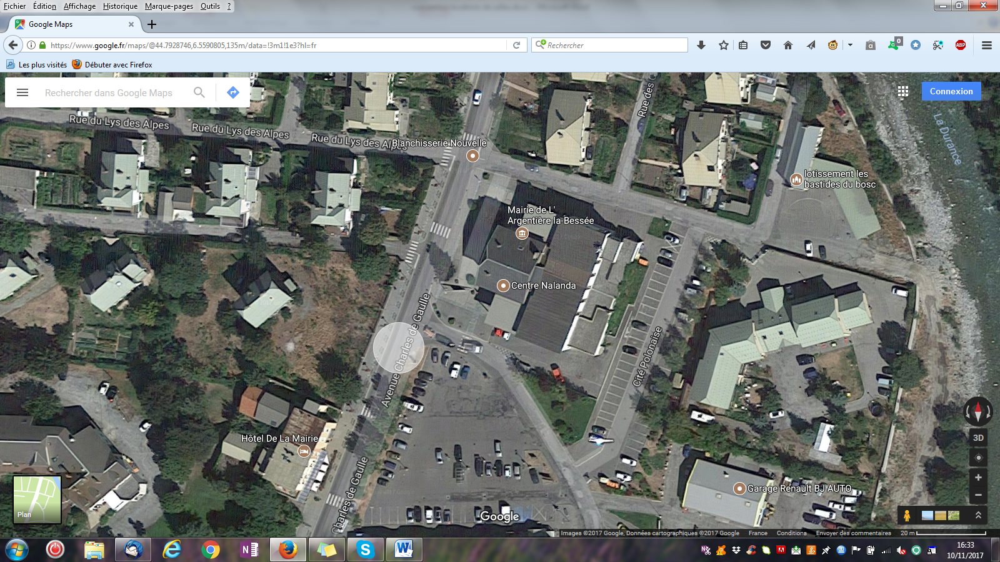 Fichier Édition Affichage Historique Marque-pages Outils ?
Google Maps
https://www.google.fr/maps/@44.7928746,6.5590805,135m/data=!3m1!1e3?hl=fr
Rechercher
0
ABP
Les plus visités Débuter avec Firefox
Rechercher dans Google Maps
Connexion
Rue du Lys des Alpes
Rue du Lys des Alpes
Rue du Lys des Alpes
Blanchisserie Nouvelle
Rue des
La Durance
lotissement les
bastides du bosc
Mairie de L'
Argentière-la-Bessée
Centre Nalanda
Avenue Charles de Gaulle
Cité Polonaise
Hôtel De La Mairie
Charles de Gaulle
Garage Renault BJ AUTO
3D
Plan
Google
Images ©2017 Google, Données cartographiques ©2017 Google France Conditions Envoyer des commentaires 20 m
16:33
10/11/2017